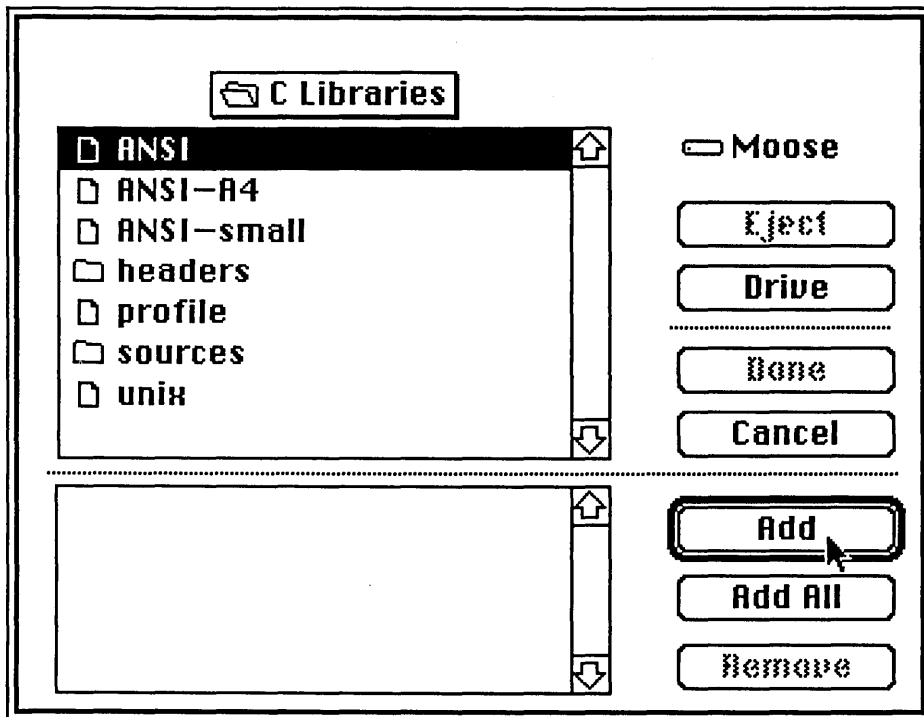 C Libraries
ANSI
ANSI-A4
ANSI-small
headers
profile
sources
unix
Moose
Eject
Drive
Done
Cancel
Add
Add All
Remove